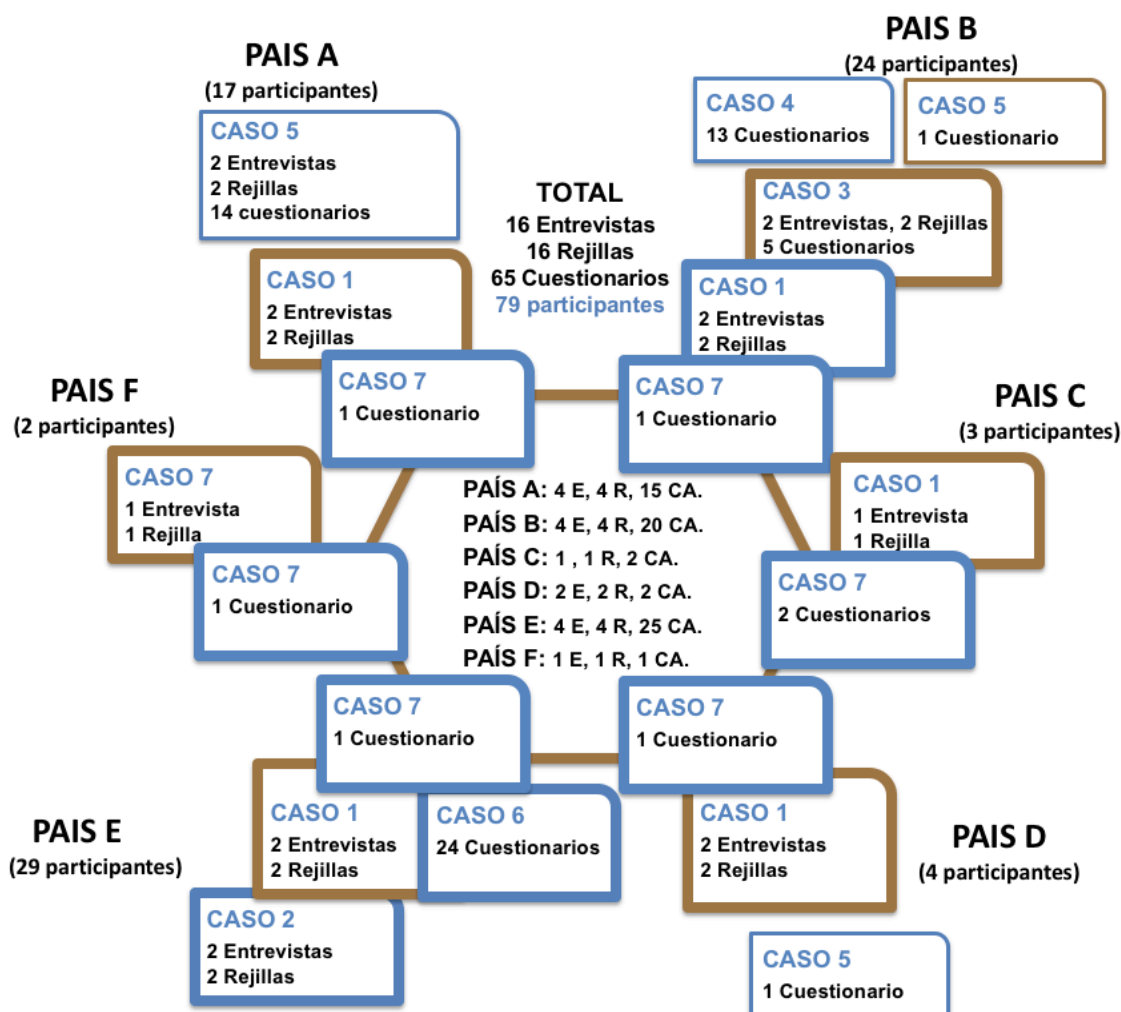 PAIS A
(17 participantes)
CASO 5
2 Entrevistas
2 Rejillas
14 cuestionarios
CASO 1
2 Entrevistas
2 Rejillas
CASO 7
1 Cuestionario
TOTAL
16 Entrevistas
16 Rejillas
65 Cuestionarios
79 participantes
PAIS B
(24 participantes)
CASO 4
13 Cuestionarios
CASO 5
1 Cuestionario
CASO 3
2 Entrevistas, 2 Rejillas
5 Cuestionarios
CASO 1
2 Entrevistas
2 Rejillas
CASO 7
1 Cuestionario
PAIS F
(2 participantes)
CASO 7
1 Entrevista
1 Rejilla
CASO 7
1 Cuestionario
PAÍS A: 4 E, 4 R, 15 CA.
PAÍS B: 4 E, 4 R, 20 CA.
PAÍS C: 1 , 1 R, 2 CA.
PAÍS D: 2 E, 2 R, 2 CA.
PAÍS E: 4 E, 4 R, 25 CA.
PAÍS F: 1 E, 1 R, 1 CA.
PAIS C
(3 participantes)
CASO 1
1 Entrevista
1 Rejilla
CASO 7
2 Cuestionarios
CASO 7
1 Cuestionario
PAIS E
(29 participantes)
CASO 1
2 Entrevistas
2 Rejillas
CASO 6
24 Cuestionarios
CASO 2
2 Entrevistas
2 Rejillas
CASO 7
1 Cuestionario
CASO 1
2 Entrevistas
2 Rejillas
PAIS D
(4 participantes)
CASO 5
1 Cuestionario